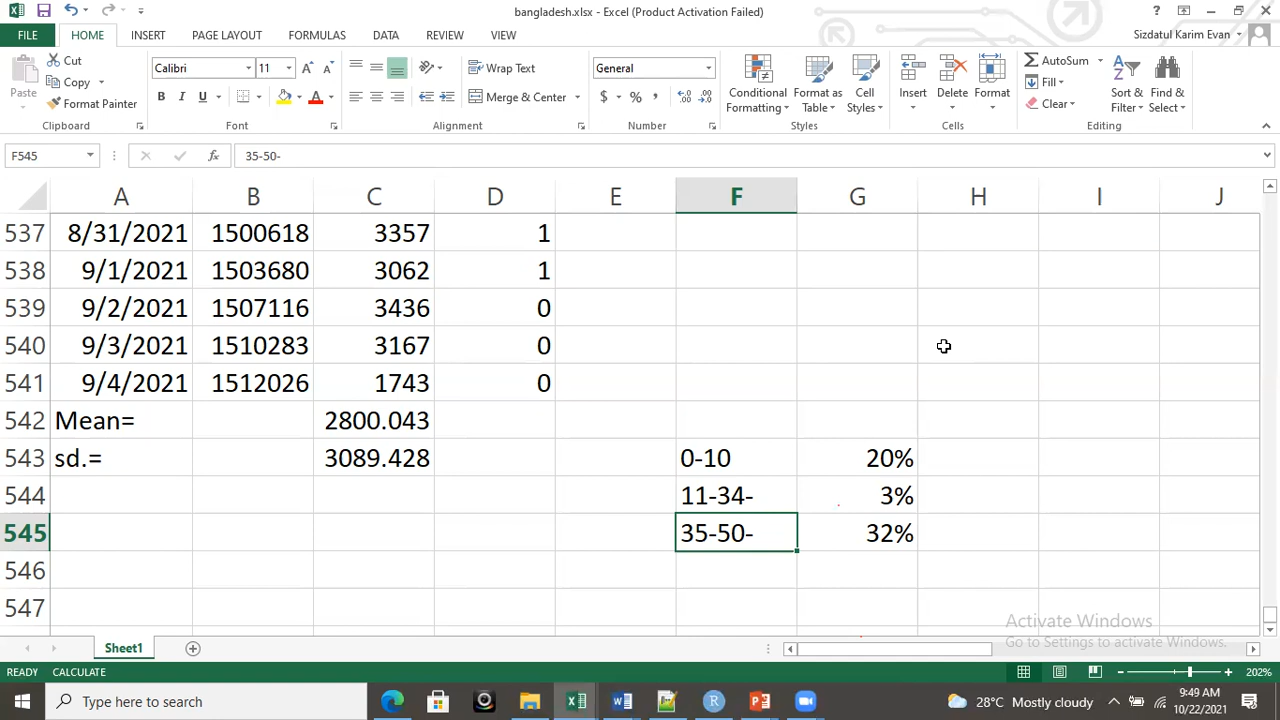 bangladesh.xlsx - Excel (Product Activation Failed)
FILE HOME INSERT PAGE LAYOUT FORMULAS DATA REVIEW VIEW Sizdatul Karim Evan
Paste Cut Copy Format Painter
Clipboard
Calibri 11
B I U A
Font
Wrap Text
Merge & Center
Alignment
General
$ % ,
Number
Conditional Formatting Format as Table Cell Styles
Styles
Insert Delete Format
Cells
AutoSum
Fill
Clear
Sort & Filter Find & Select
Editing
F545 fx 35-50-
A B C D E F G H I J
537 8/31/2021 1500618 3357 1
538 9/1/2021 1503680 3062 1
539 9/2/2021 1507116 3436 0
540 9/3/2021 1510283 3167 0
541 9/4/2021 1512026 1743 0
542 Mean= 2800.043
543 sd.= 3089.428 0-10 20%
544 11-34- 3%
545 35-50- 32%
546
547
Activate Windows
Go to Settings to activate Windows.
Sheet1
READY CALCULATE 202%
Type here to search 28°C Mostly cloudy 9:49 AM
10/22/2021